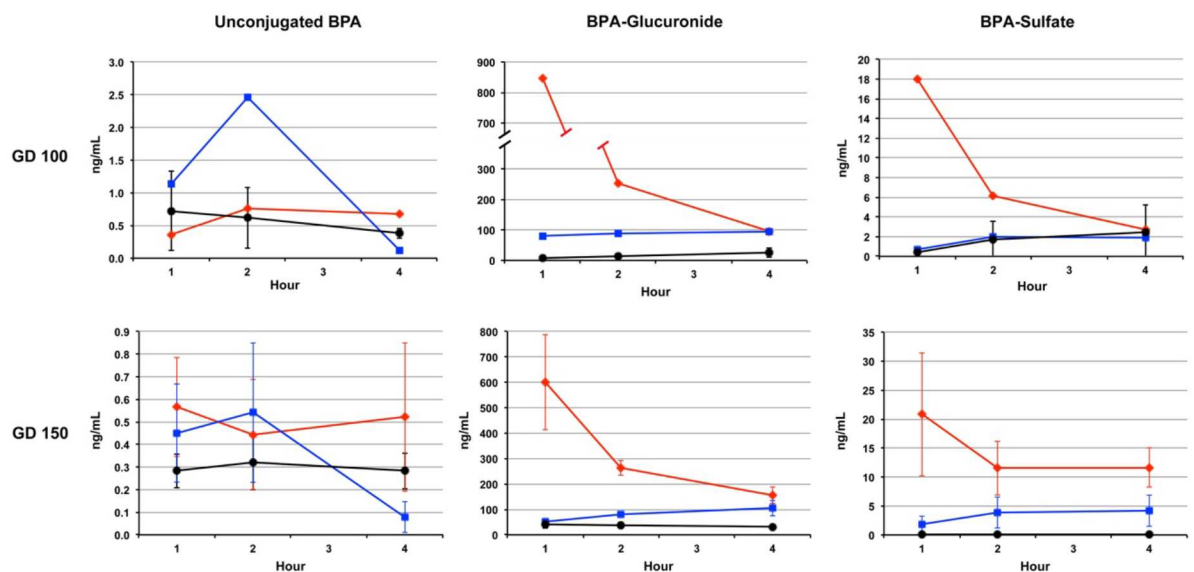 Unconjugated BPA
BPA-Glucuronide
BPA-Sulfate
GD 100
ng/mL
3.0
2.5
2.0
1.5
1.0
0.5
0.0
1 2 3 4
Hour
ng/mL
900
800
700
300
200
100
0
1 2 3 4
Hour
ng/mL
20
18
16
14
12
10
8
6
4
2
0
1 2 3 4
Hour
GD 150
ng/mL
0.9
0.8
0.7
0.6
0.5
0.4
0.3
0.2
0.1
0.0
1 2 3 4
Hour
ng/mL
800
700
600
500
400
300
200
100
0
1 2 3 4
Hour
ng/mL
35
30
25
20
15
10
5
0
1 2 3 4
Hour